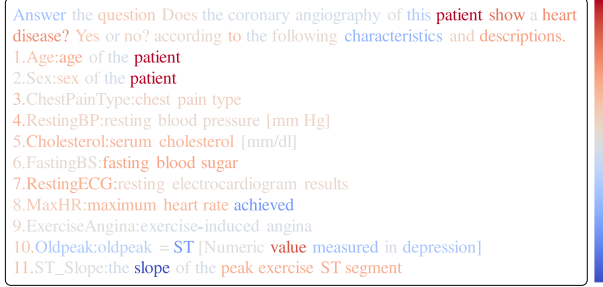 Answer the question Does the coronary angiography of this patient show a heart
disease? Yes or no? according to the following characteristics and descriptions.
1.Age:age of the patient
2.Sex:sex of the patient
3.ChestPainType:chest pain type
4.RestingBP:resting blood pressure [mm Hg]
5.Cholesterol:serum cholesterol [mm/dl]
6.FastingBS:fasting blood sugar
7.RestingECG:resting electrocardiogram results
8.MaxHR:maximum heart rate achieved
9.ExerciseAngina:exercise-induced angina
10.Oldpeak:oldpeak = ST [Numeric value measured in depression]
11.ST_Slope:the slope of the peak exercise ST segment